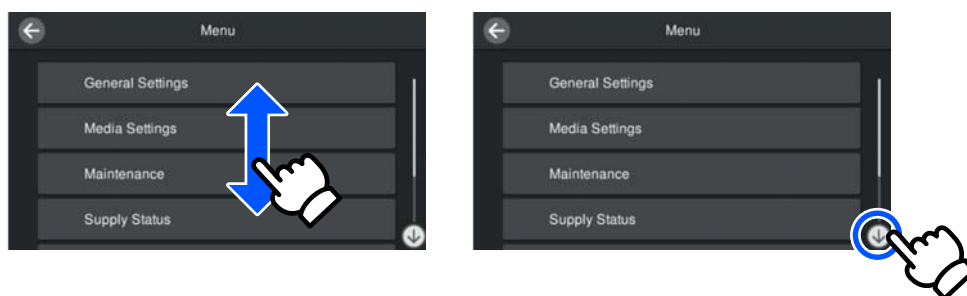 Menu
General Settings
Media Settings
Maintenance
Supply Status
Menu
General Settings
Media Settings
Maintenance
Supply Status